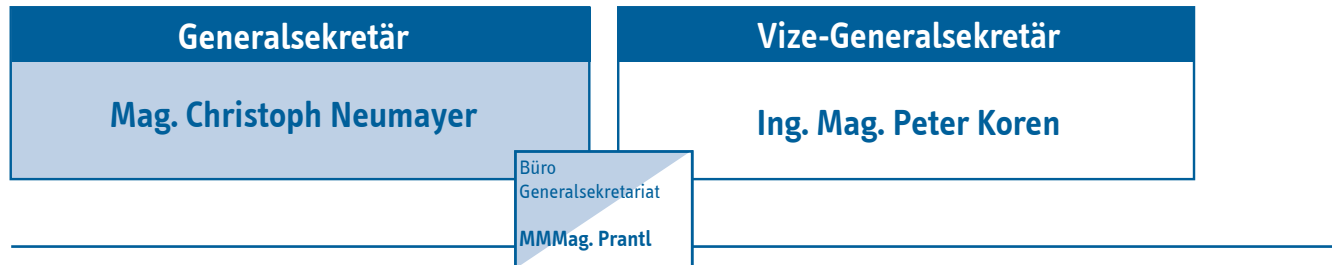 Generalsekretär
Mag. Christoph Neumayer
Vize-Generalsekretär
Ing. Mag. Peter Koren
Büro
Generalsekretariat
MMMag. Prantl